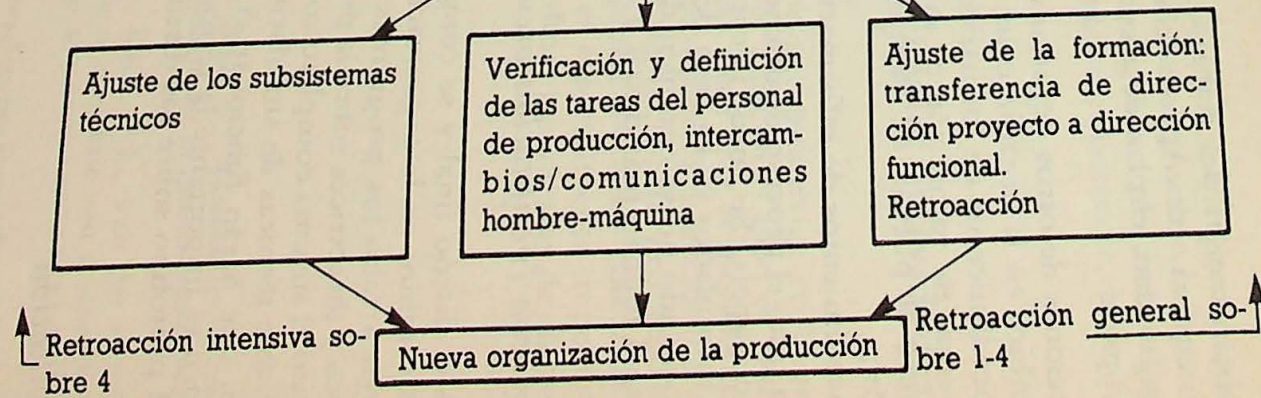 Ajuste de los subsistemas
técnicos
Verificación y definición
de las tareas del personal
de producción, intercam-
bios/comunicaciones
hombre-máquina
Ajuste de la formación:
transferencia de direc-
ción proyecto a dirección
funcional.
Retroacción
Retroacción intensiva so-
bre 4
Nueva organización de la producción
Retroacción general so-
bre 1-4